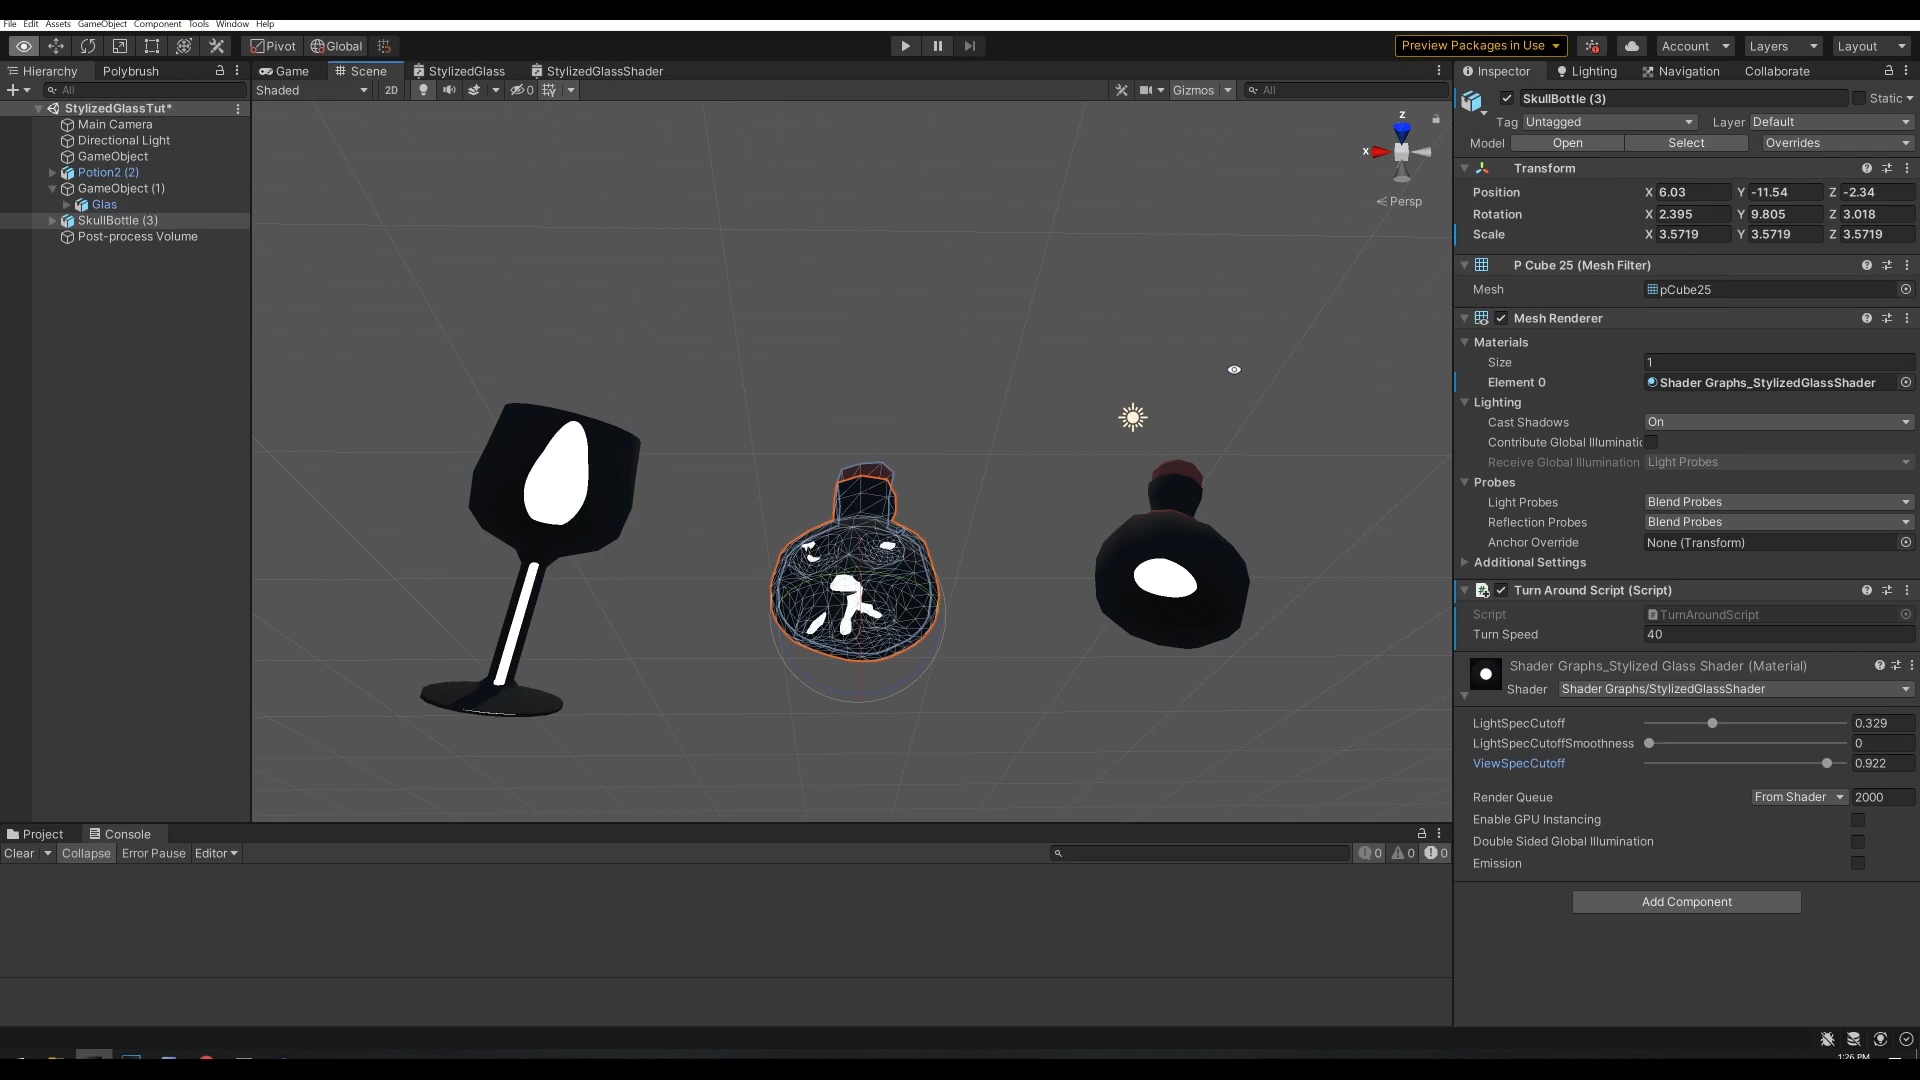 File Edit Assets GameObject Component Tools Window Help
Pivot Global Preview Packages in Use Account Layers Layout
Hierarchy Polybrush Game Scene StylizedGlass StylizedGlassShader Inspector Lighting Navigation Collaborate
All Shaded 2D 0 Gizmos All
StylizedGlassTut*
Main Camera
Directional Light
GameObject
Potion2 (2)
GameObject (1)
Glas
SkullBottle (3)
Post-process Volume
z
x
Persp
SkullBottle (3) Static
Tag Untagged Layer Default
Model Open Select Overrides
Transform
Position X 6.03 Y -11.54 Z -2.34
Rotation X 2.395 Y 9.805 Z 3.018
Scale X 3.5719 Y 3.5719 Z 3.5719
P Cube 25 (Mesh Filter)
Mesh pCube25
Mesh Renderer
Materials
Size 1
Element 0 Shader Graphs_StylizedGlassShader
Lighting
Cast Shadows On
Contribute Global Illuminatic
Receive Global Illumination Light Probes
Probes
Light Probes Blend Probes
Reflection Probes Blend Probes
Anchor Override None (Transform)
Additional Settings
Turn Around Script (Script)
Script TurnAroundScript
Turn Speed 40
Shader Graphs_Stylized Glass Shader (Material)
Shader Shader Graphs/StylizedGlassShader
LightSpecCutoff 0.329
LightSpecCutoffSmoothness 0
ViewSpecCutoff 0.922
Render Queue From Shader 2000
Enable GPU Instancing
Double Sided Global Illumination
Emission
Add Component
Project Console
Clear Collapse Error Pause Editor 0 0 0
1:26 PM